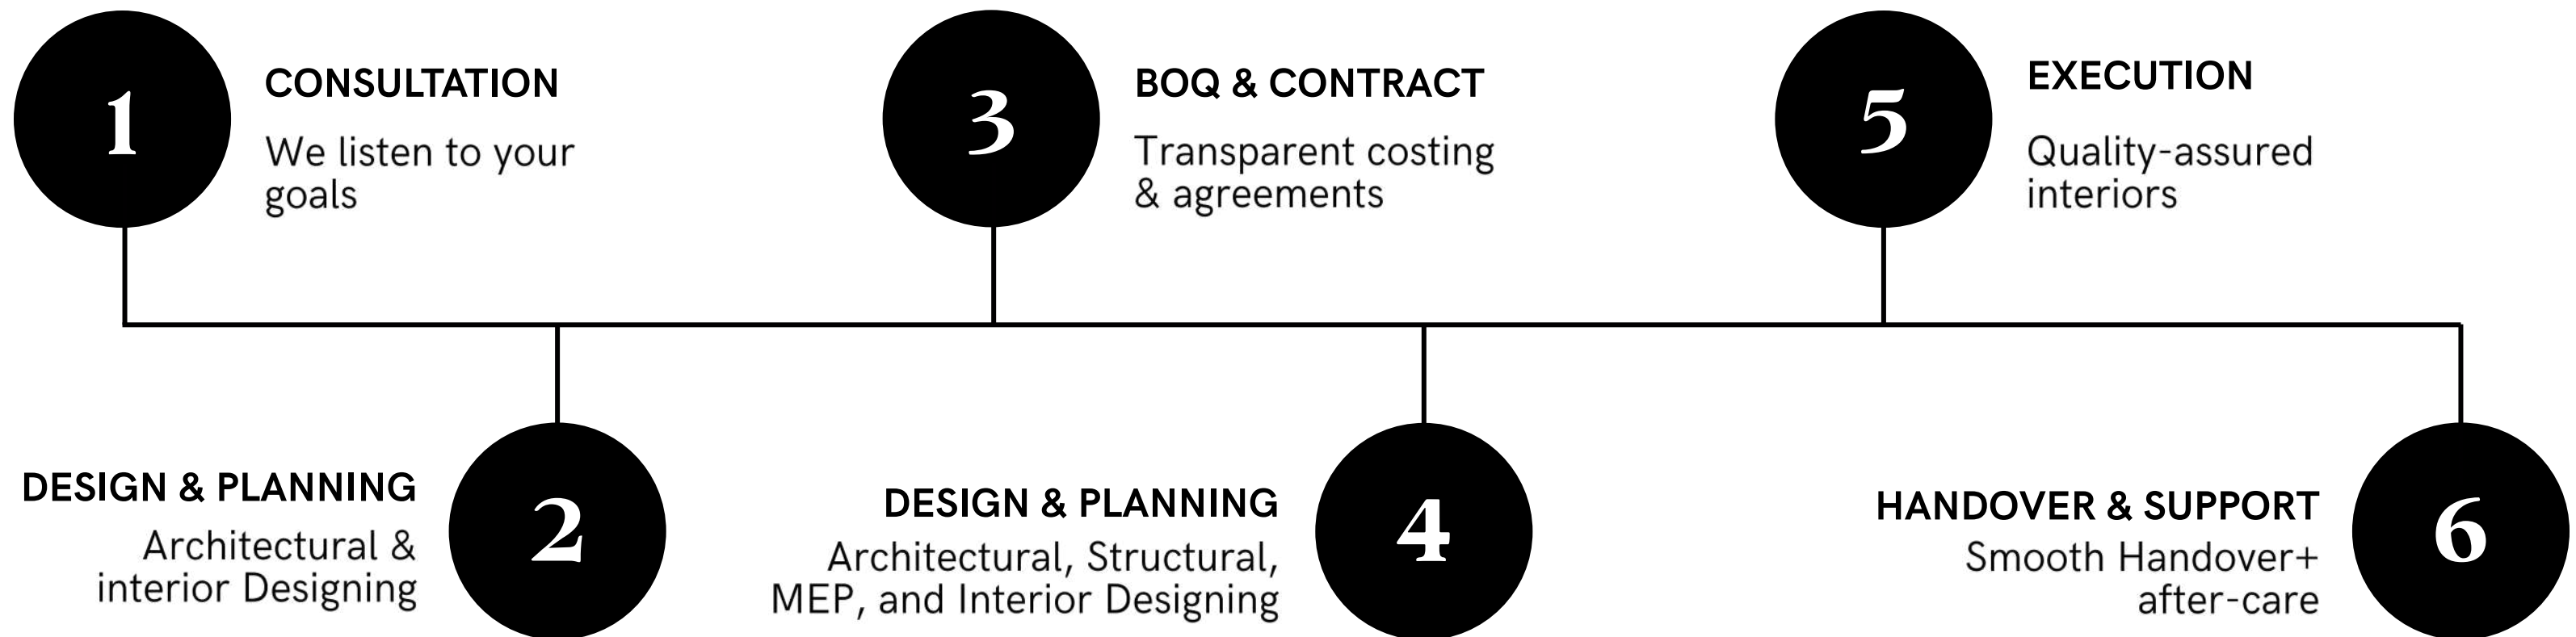 1
CONSULTATION
We listen to your
goals
2
DESIGN & PLANNING
Architectural &
interior Designing
3
BOQ & CONTRACT
Transparent costing
& agreements
4
DESIGN & PLANNING
Architectural, Structural,
MEP, and Interior Designing
5
EXECUTION
Quality-assured
interiors
6
HANDOVER & SUPPORT
Smooth Handover+
after-care